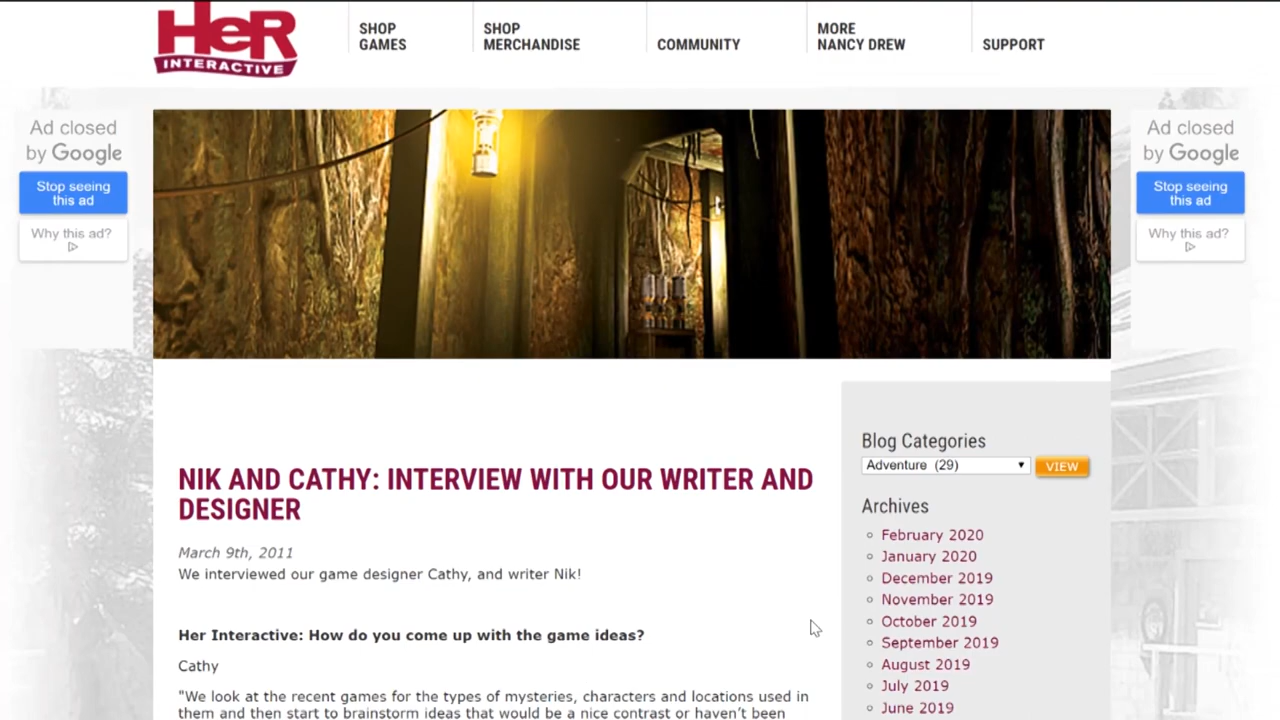 HeR
INTERACTIVE
SHOP
GAMES
SHOP
MERCHANDISE
COMMUNITY
MORE
NANCY DREW
SUPPORT
Ad closed
by Google
Stop seeing
this ad
Why this ad?
Ad closed
by Google
Stop seeing
this ad
Why this ad?
NIK AND CATHY: INTERVIEW WITH OUR WRITER AND
DESIGNER
March 9th, 2011
We interviewed our game designer Cathy, and writer Nik!
Her Interactive: How do you come up with the game ideas?
Cathy
"We look at the recent games for the types of mysteries, characters and locations used in
them and then start to brainstorm ideas that would be a nice contrast or haven't been
Blog Categories
Adventure (29)
VIEW
Archives
February 2020
January 2020
December 2019
November 2019
October 2019
September 2019
August 2019
July 2019
June 2019